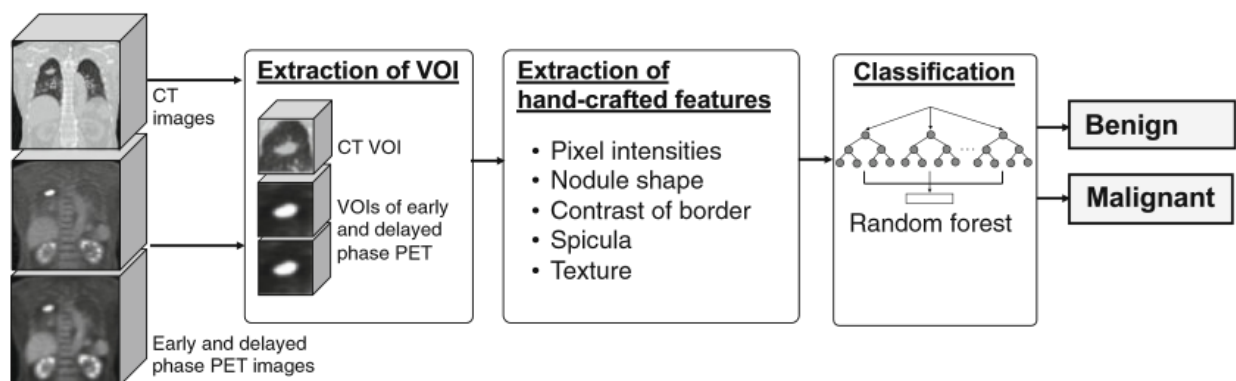 CT
images
Early and delayed
phase PET images
Extraction of VOI
CT VOI
VOIs of early
and delayed
phase PET
Extraction of
hand-crafted features
• Pixel intensities
• Nodule shape
• Contrast of border
• Spicula
• Texture
Classification
...
Random forest
Benign
Malignant